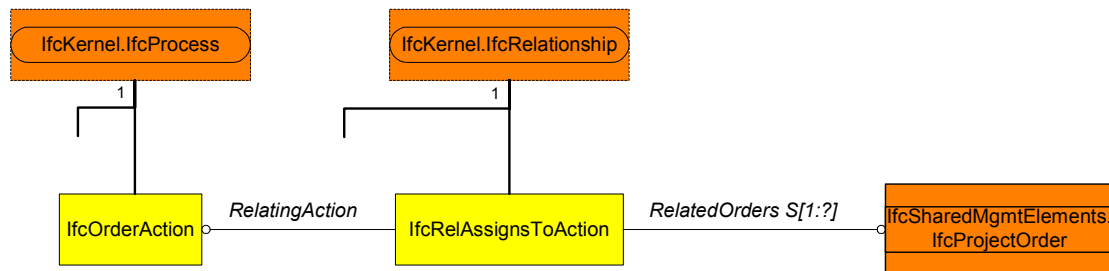 IfcKernel.IfcProcess
IfcKernel.IfcRelationship
1
1
IfcOrderAction
RelatingAction
IfcRelAssignsToAction
RelatedOrders S[1:?]
IfcSharedMgmtElements.
IfcProjectOrder